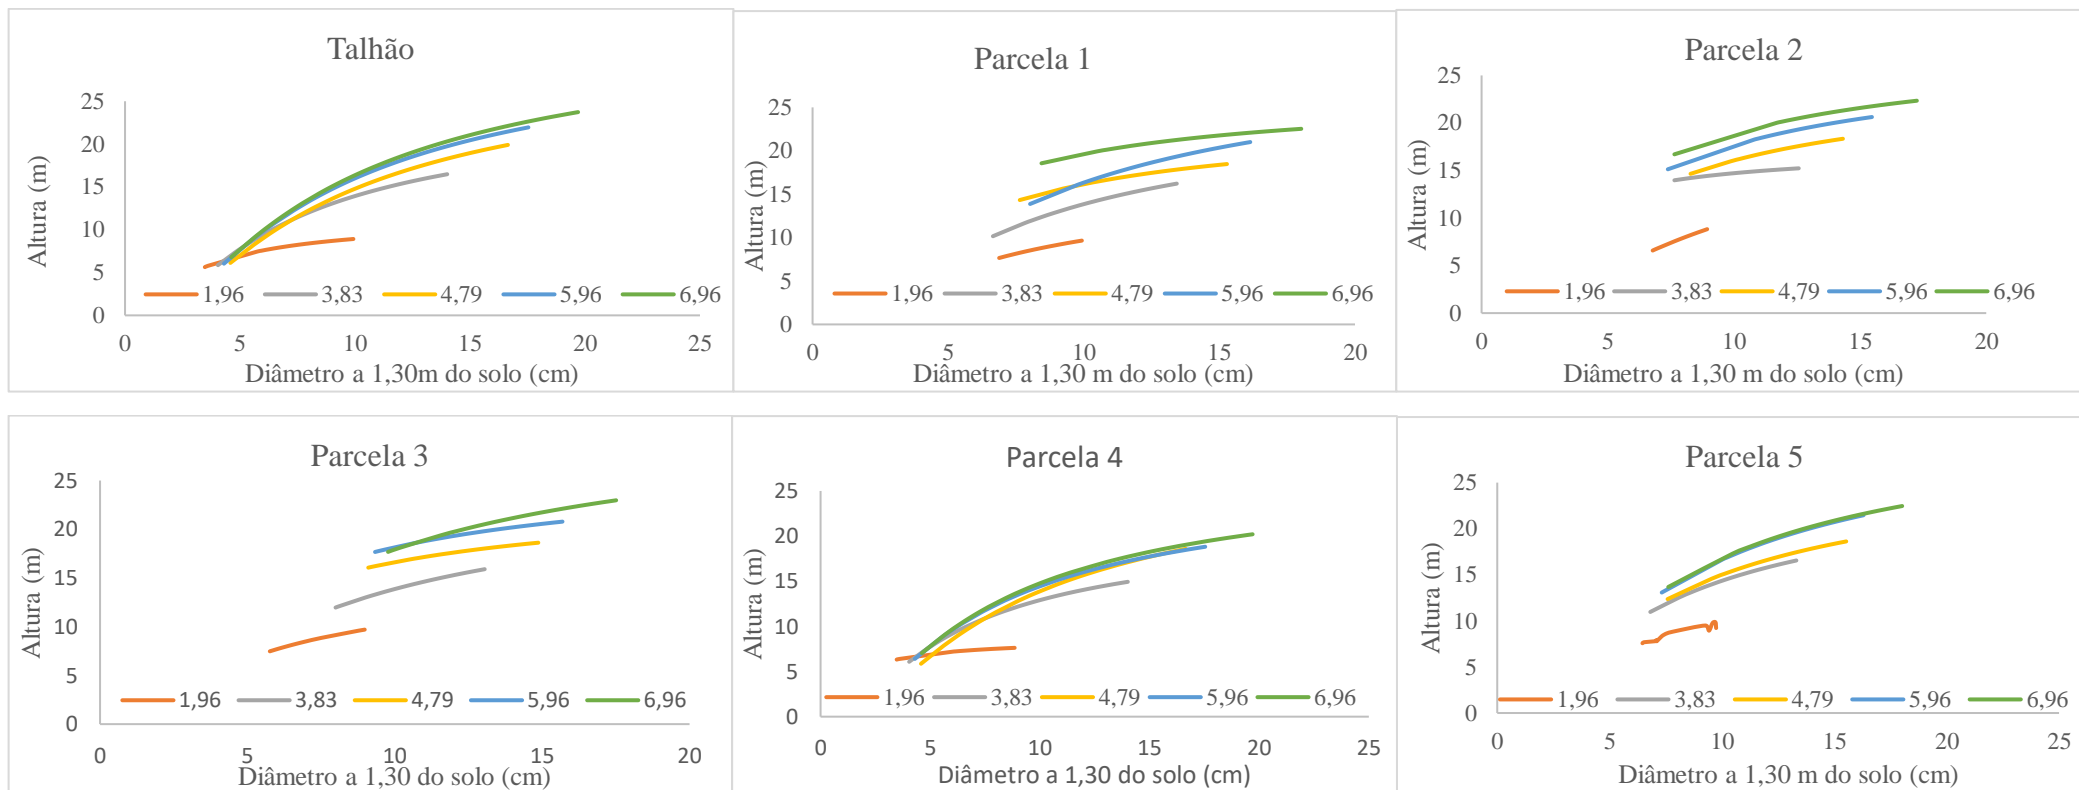 Talhão
Altura (m)
25
20
15
10
5
0
1,96 3,83 4,79 5,96 6,96
0 5 10 15 20 25
Diâmetro a 1,30m do solo (cm)
Parcela 1
Altura (m)
25
20
15
10
5
0
1,96 3,83 4,79 5,96 6,96
0 5 10 15 20
Diâmetro a 1,30 m do solo (cm)
Parcela 2
Altura (m)
25
20
15
10
5
0
1,96 3,83 4,79 5,96 6,96
0 5 10 15 20
Diâmetro a 1,30 m do solo (cm)
Parcela 3
Altura (m)
25
20
15
10
5
0
1,96 3,83 4,79 5,96 6,96
0 5 10 15 20
Diâmetro a 1,30 do solo (cm)
Parcela 4
Altura (m)
25
20
15
10
5
0
1,96 3,83 4,79 5,96 6,96
0 5 10 15 20 25
Diâmetro a 1,30 do solo (cm)
Parcela 5
Altura (m)
25
20
15
10
5
0
1,96 3,83 4,79 5,96 6,96
0 5 10 15 20 25
Diâmetro a 1,30 m do solo (cm)